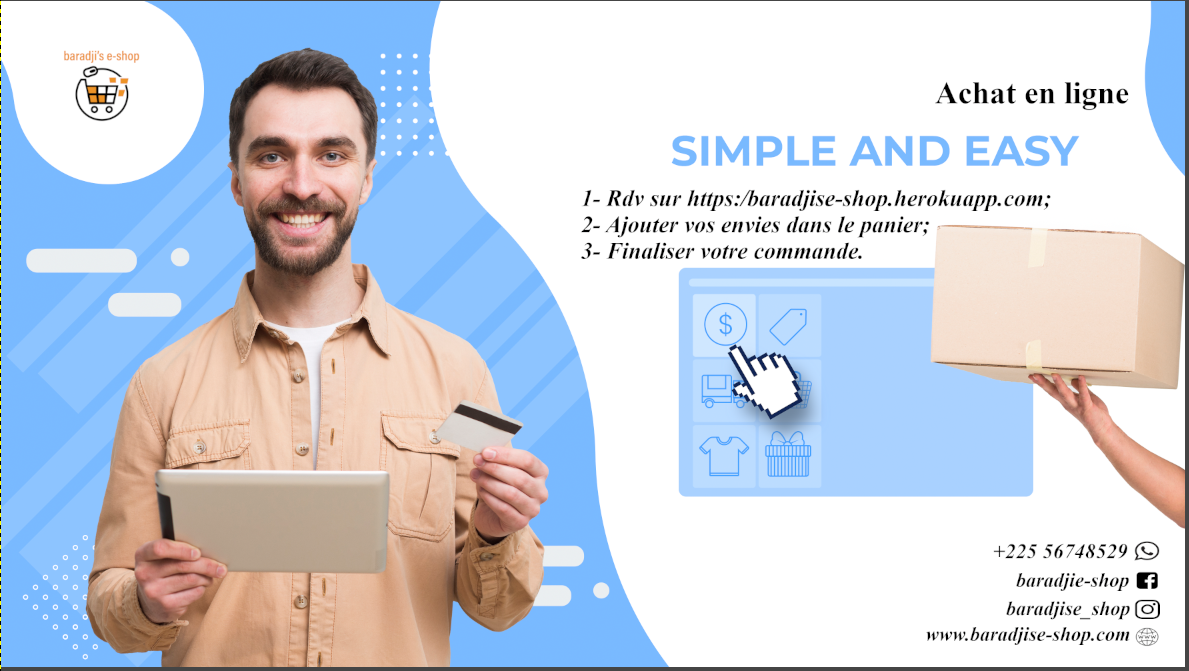 baradji's e-shop
Achat en ligne
SIMPLE AND EASY
1- Rdv sur https:/baradjise-shop.herokuapp.com;
2- Ajouter vos envies dans le panier;
3- Finaliser votre commande.
$
+225 56748529
baradjie-shop
baradjise_shop
www.baradjise-shop.com